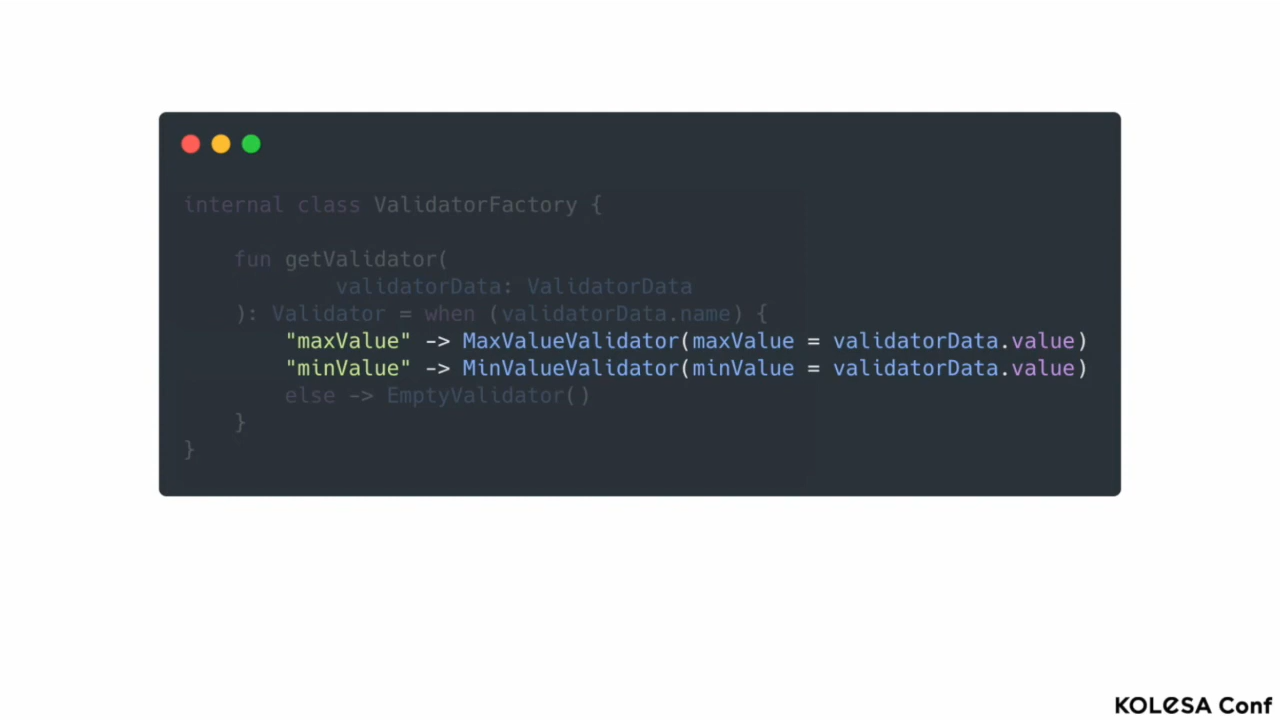 internal class ValidatorFactory {
fun getValidator(
validatorData: ValidatorData
): Validator = when (validatorData.name) {
"maxValue" -> MaxValueValidator(maxValue = validatorData.value)
"minValue" -> MinValueValidator(minValue = validatorData.value)
else -> EmptyValidator()
}
}
KOLESA Conf